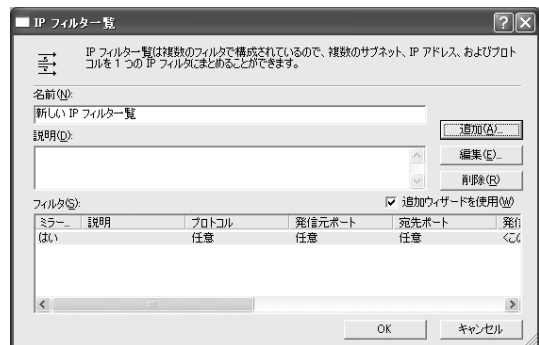 IP フィルター覧
IP フィルター覧は複数のフィルタで構成されているので、複数のサブネット、IP アドレス、およびプロト
コルを 1 つの IP フィルタにまとめることができます。
名前(N):
新しい IP フィルター覧
追加(A)...
説明(D):
編集(E)...
削除(R)
フィルタ(S):
追加ウィザードを使用(W)
ミラー... 説明 プロトコル 発信元ポート 宛先ポート 発信
はい 任意 任意 任意 <この
OK キャンセル